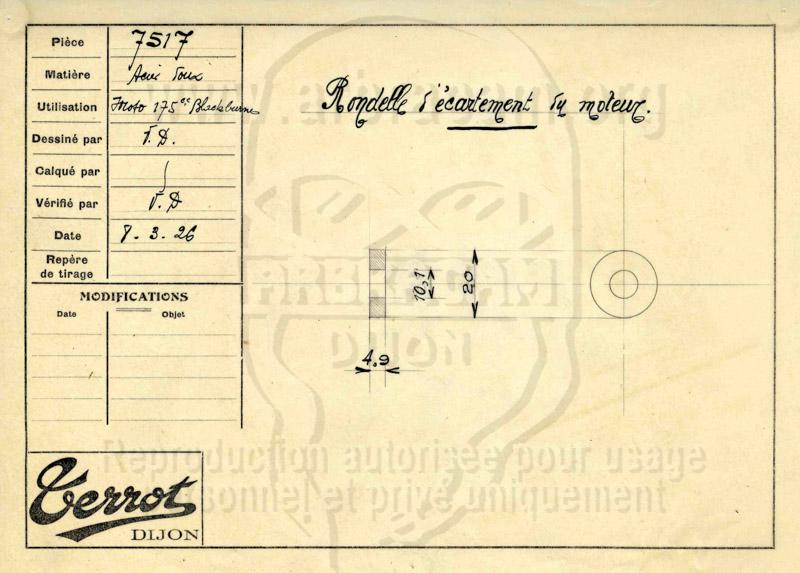 Pièce 7517
Matière Acier Doux
Utilisation Moto 175cc Blackburne
Dessiné par V. D.
Calqué par
Vérifié par V. D
Date 8.3.26
Repère
de tirage
MODIFICATIONS
Date Objet
Rondelle d'écartement du moteur.
10,1
20
4,9
Terrot
DIJON
DIJON
Reproduction autorisée pour usage
personnel et privé uniquement